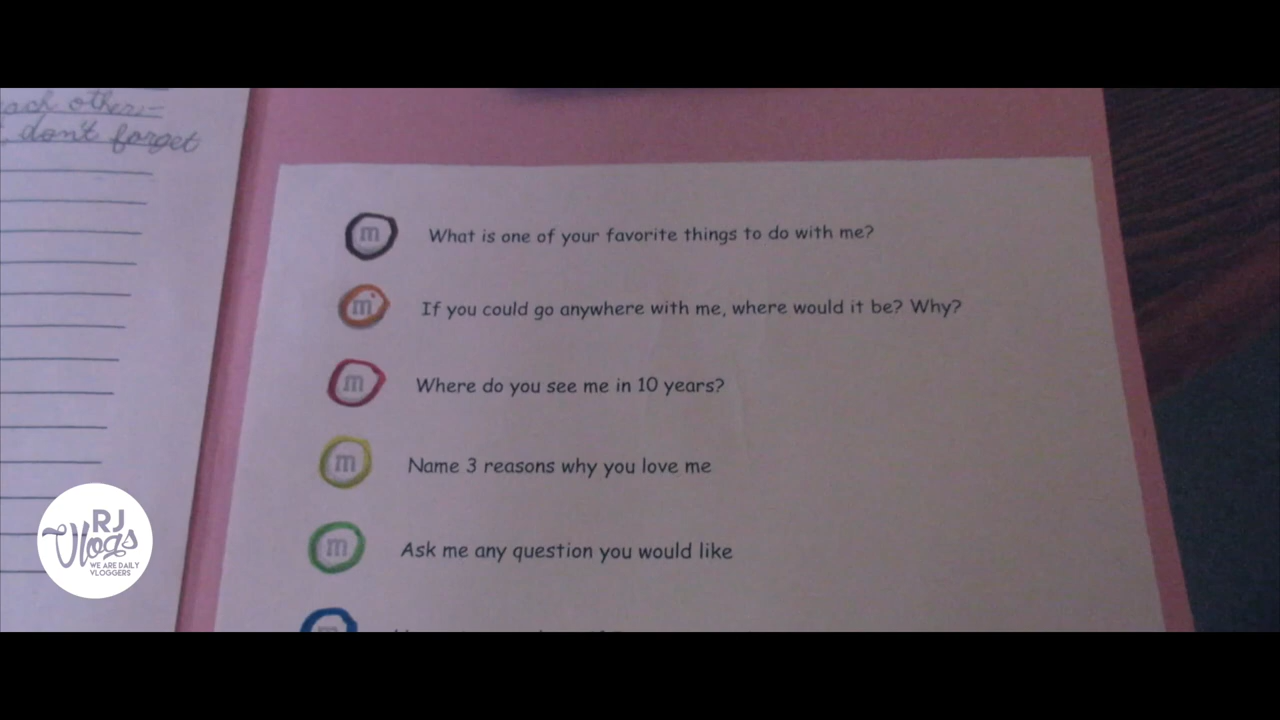 each other=
don't forget
m What is one of your favorite things to do with me?
m If you could go anywhere with me, where would it be? Why?
m Where do you see me in 10 years?
m Name 3 reasons why you love me
m Ask me any question you would like
RJ
Vlogs
WE ARE DAILY
VLOGGERS